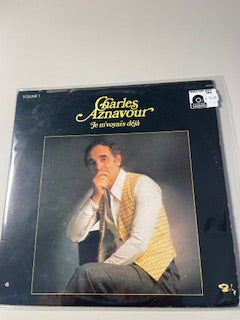 VOLUME 1
Charles
Aznavour
Je m'voyais déjà